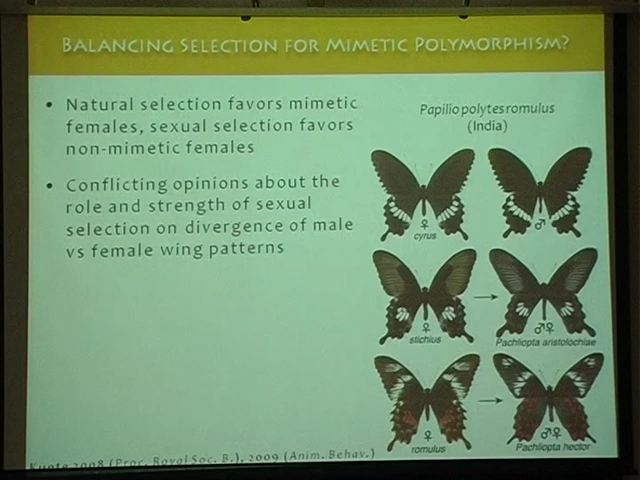 BALANCING SELECTION FOR MIMETIC POLYMORPHISM?
• Natural selection favors mimetic
females, sexual selection favors
non-mimetic females
• Conflicting opinions about the
role and strength of sexual
selection on divergence of male
vs female wing patterns
Papilio polytes romulus
(India)
♀
cyrus
♂
♀
stichius
♂♀
Pachliopta aristolochiae
♀
romulus
♂♀
Pachliopta hector
2008 (Proc. Royal Soc. B.), 2009 (Anim. Behav.)